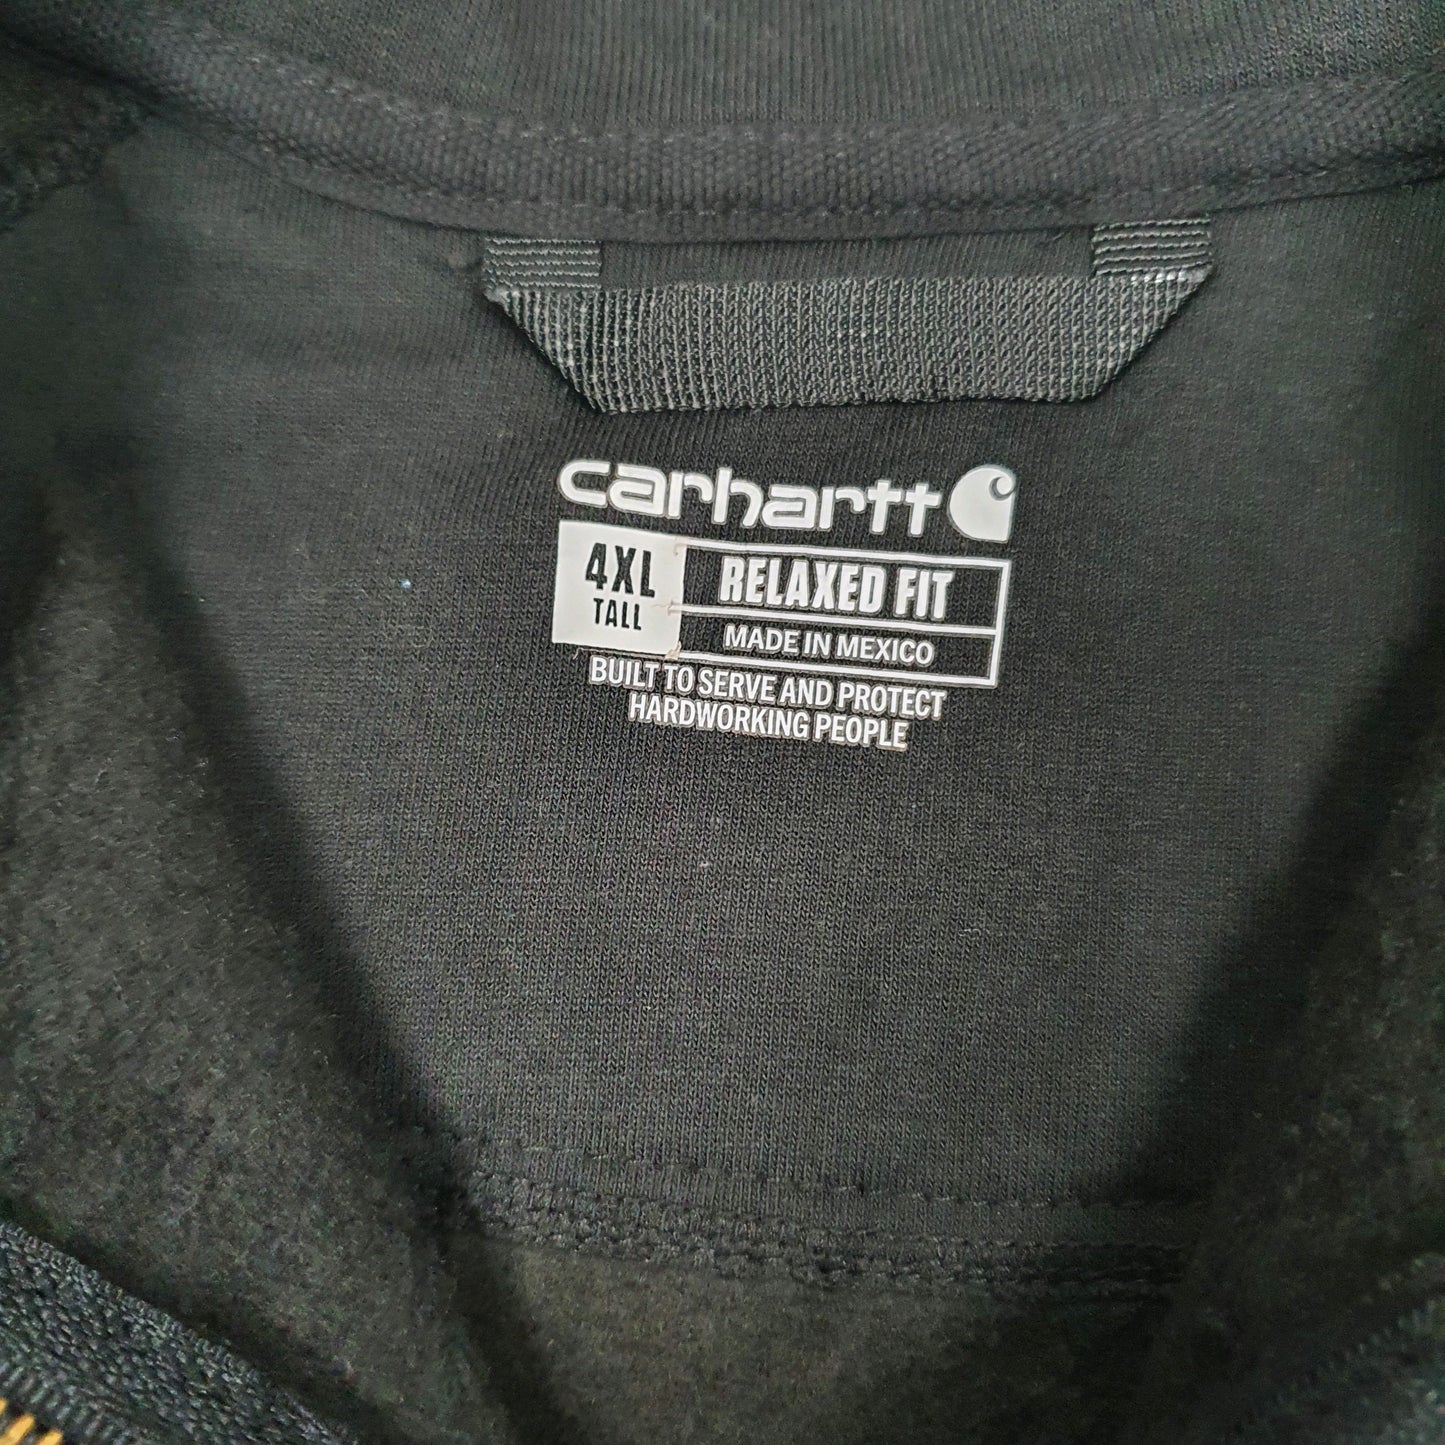 carhartt
4XL
TALL
RELAXED FIT
MADE IN MEXICO
BUILT TO SERVE AND PROTECT
HARDWORKING PEOPLE